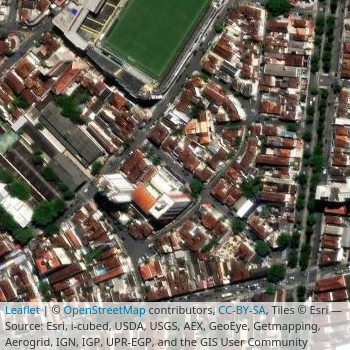 Leaflet | © OpenStreetMap contributors, CC-BY-SA, Tiles © Esri —
Source: Esri, i-cubed, USDA, USGS, AEX, GeoEye, Getmapping,
Aerogrid, IGN, IGP, UPR-EGP, and the GIS User Community